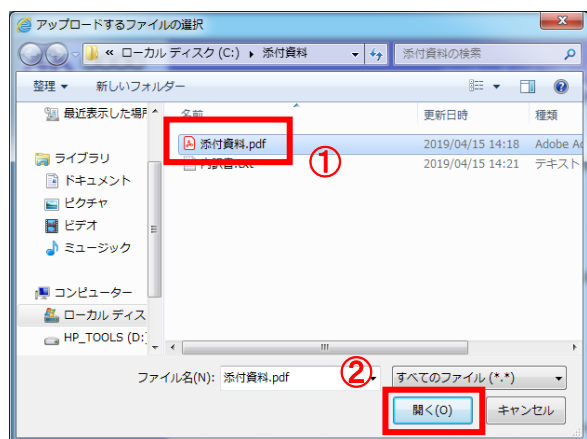 アップロードするファイルの選択
« ローカル ディスク (C:) ▸ 添付資料
添付資料の検索
整理 ▼ 新しいフォルダー
最近表示した場所
ライブラリ
ドキュメント
ピクチャ
ビデオ
ミュージック
コンピューター
ローカル ディス
HP_TOOLS (D:
名前 更新日時 種類
添付資料.pdf 2019/04/15 14:18 Adobe Ac
内訳書.txt 2019/04/15 14:21 テキスト
①
②
ファイル名(N): 添付資料.pdf すべてのファイル (*.*)
開く(O) キャンセル